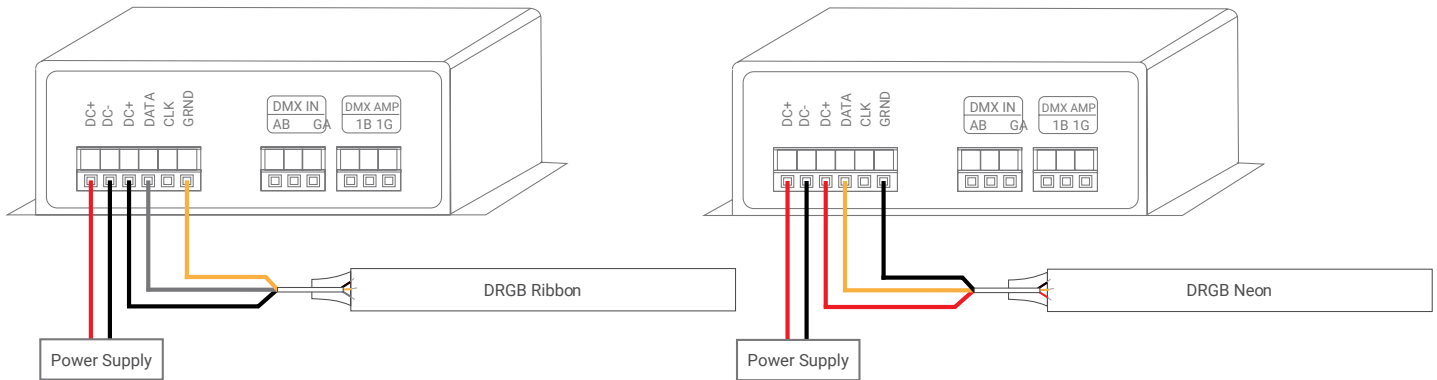 DC+
DC-
DC+
DATA
CLK
GRND
DMX IN
AB GA
DMX AMP
1B 1G
DRGB Ribbon
Power Supply
DC+
DC-
DC+
DATA
CLK
GRND
DMX IN
AB GA
DMX AMP
1B 1G
DRGB Neon
Power Supply